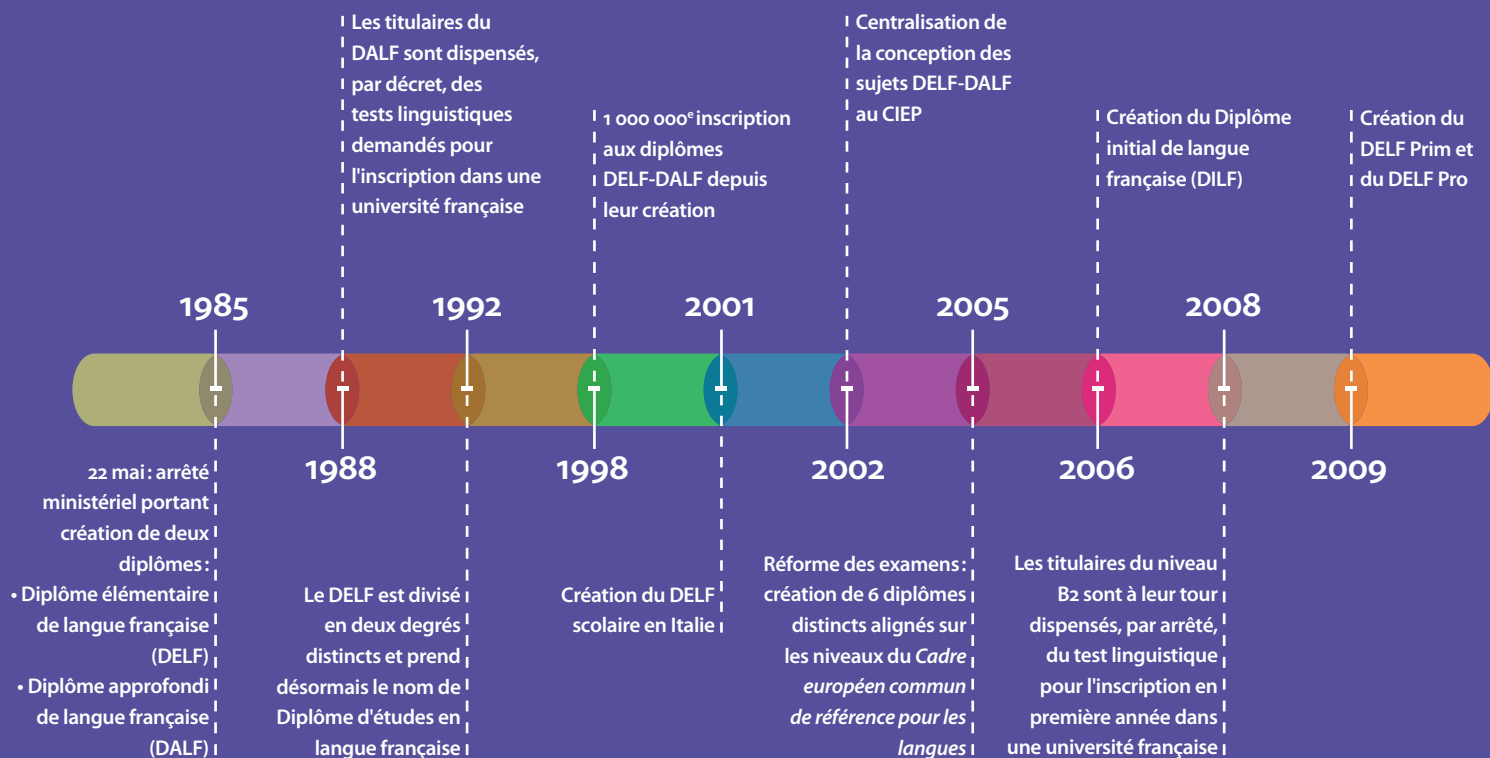 Les titulaires du
DALF sont dispensés,
par décret, des
tests linguistiques
demandés pour
l'inscription dans une
université française
1 000 000e inscription
aux diplômes
DELF-DALF depuis
leur création
Centralisation de
la conception des
sujets DELF-DALF
au CIEP
Création du Diplôme
initial de langue
française (DILF)
Création du
DELF Prim et
du DELF Pro
1985
1992
2001
2005
2008
1988
1998
2002
2006
2009
22 mai : arrêté
ministériel portant
création de deux
diplômes :
• Diplôme élémentaire
de langue française
(DELF)
• Diplôme approfondi
de langue française
(DALF)
Le DELF est divisé
en deux degrés
distincts et prend
désormais le nom de
Diplôme d'études en
langue française
Création du DELF
scolaire en Italie
Réforme des examens :
création de 6 diplômes
distincts alignés sur
les niveaux du Cadre
européen commun
de référence pour les
langues
Les titulaires du niveau
B2 sont à leur tour
dispensés, par arrêté,
du test linguistique
pour l'inscription en
première année dans
une université française